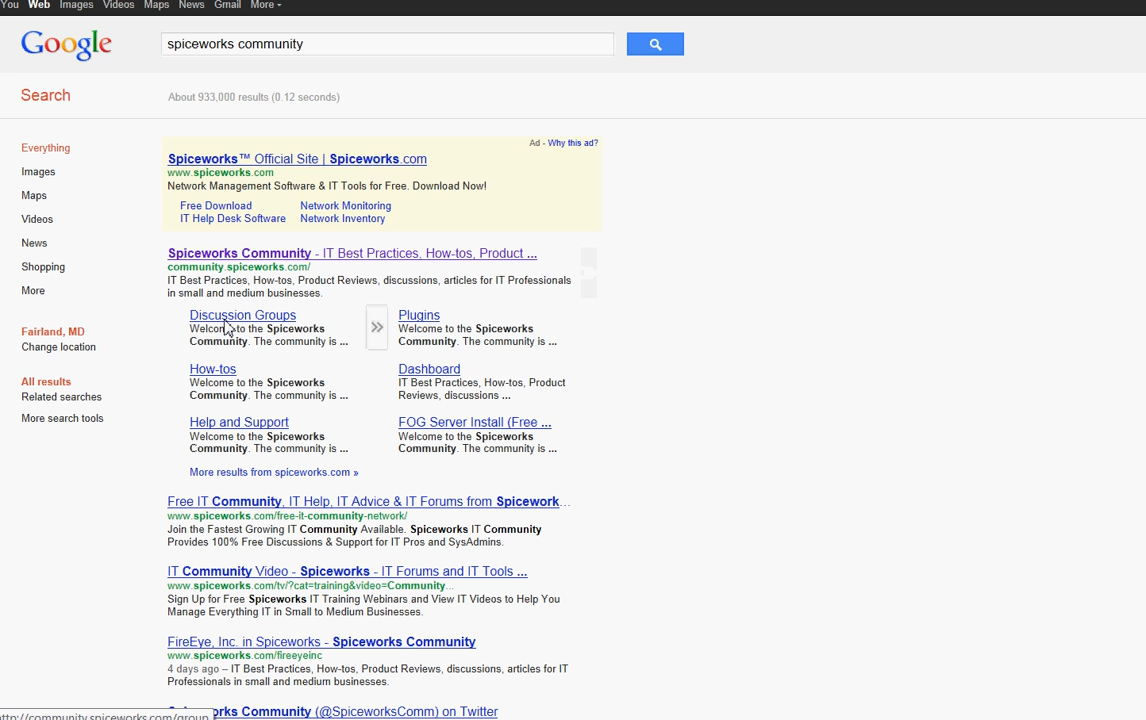 You Web Images Videos Maps News Gmail More
Google
spiceworks community
Search
About 933,000 results (0.12 seconds)
Everything
Images
Maps
Videos
News
Shopping
More
Fairland, MD
Change location
All results
Related searches
More search tools
Ad - Why this ad?
Spiceworks™ Official Site | Spiceworks.com
www.spiceworks.com
Network Management Software & IT Tools for Free. Download Now!
Free Download Network Monitoring
IT Help Desk Software Network Inventory
Spiceworks Community - IT Best Practices, How-tos, Product ...
community.spiceworks.com/
IT Best Practices, How-tos, Product Reviews, discussions, articles for IT Professionals
in small and medium businesses.
Discussion Groups
Welcome to the Spiceworks
Community. The community is ...
»
Plugins
Welcome to the Spiceworks
Community. The community is ...
How-tos
Welcome to the Spiceworks
Community. The community is ...
Dashboard
IT Best Practices, How-tos, Product
Reviews, discussions ...
Help and Support
Welcome to the Spiceworks
Community. The community is ...
FOG Server Install (Free ...
Welcome to the Spiceworks
Community. The community is ...
More results from spiceworks.com »
Free IT Community, IT Help, IT Advice & IT Forums from Spicework...
www.spiceworks.com/free-it-community-network/
Join the Fastest Growing IT Community Available. Spiceworks IT Community
Provides 100% Free Discussions & Support for IT Pros and SysAdmins.
IT Community Video - Spiceworks - IT Forums and IT Tools ...
www.spiceworks.com/tv/?cat=training&video=Community...
Sign Up for Free Spiceworks IT Training Webinars and View IT Videos to Help You
Manage Everything IT in Small to Medium Businesses.
FireEye, Inc. in Spiceworks - Spiceworks Community
www.spiceworks.com/fireeyeinc
4 days ago – IT Best Practices, How-tos, Product Reviews, discussions, articles for IT
Professionals in small and medium businesses.
rks Community (@SpiceworksComm) on Twitter
http://community.spiceworks.com/group